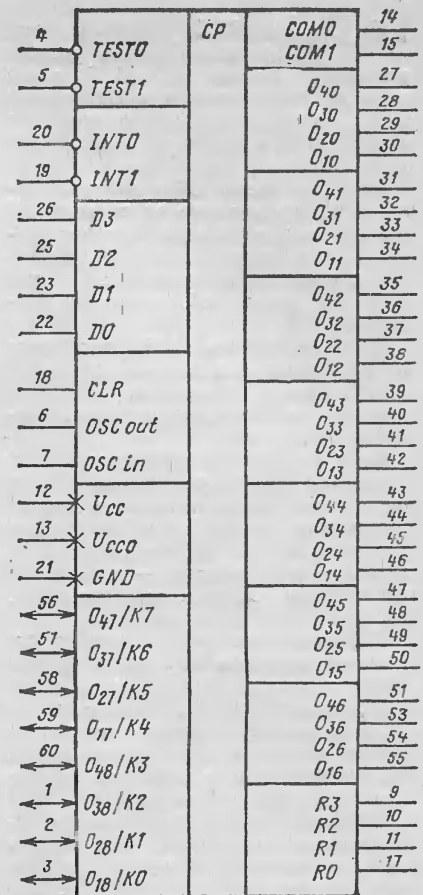 CP
4 TEST0
5 TEST1
20 INT0
19 INT1
26 D3
25 D2
23 D1
22 D0
18 CLR
6 OSC out
7 OSC in
12 UCC
13 UCCO
21 GND
56 O47/K7
57 O37/K6
58 O27/K5
59 O17/K4
60 O48/K3
1 O38/K2
2 O28/K1
3 O18/K0
COM0 14
COM1 15
O40 27
O30 28
O20 29
O10 30
O41 31
O31 32
O21 33
O11 34
O42 35
O32 36
O22 37
O12 38
O43 39
O33 40
O23 41
O13 42
O44 43
O34 44
O24 45
O14 46
O45 47
O35 48
O25 49
O15 50
O46 51
O36 53
O26 54
O16 55
R3 9
R2 10
R1 11
R0 17